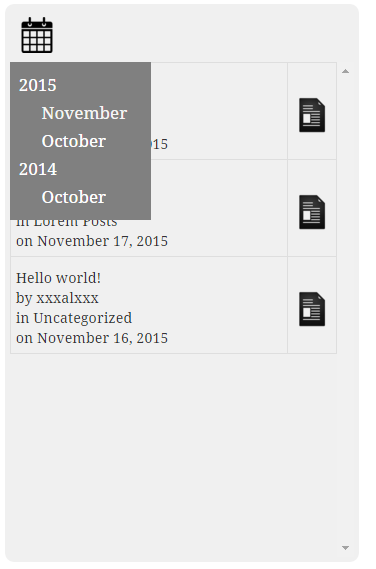 2015
November
October
2014
October
015
in Lorem Posts
on November 17, 2015
Hello world!
by xxxalxxx
in Uncategorized
on November 16, 2015